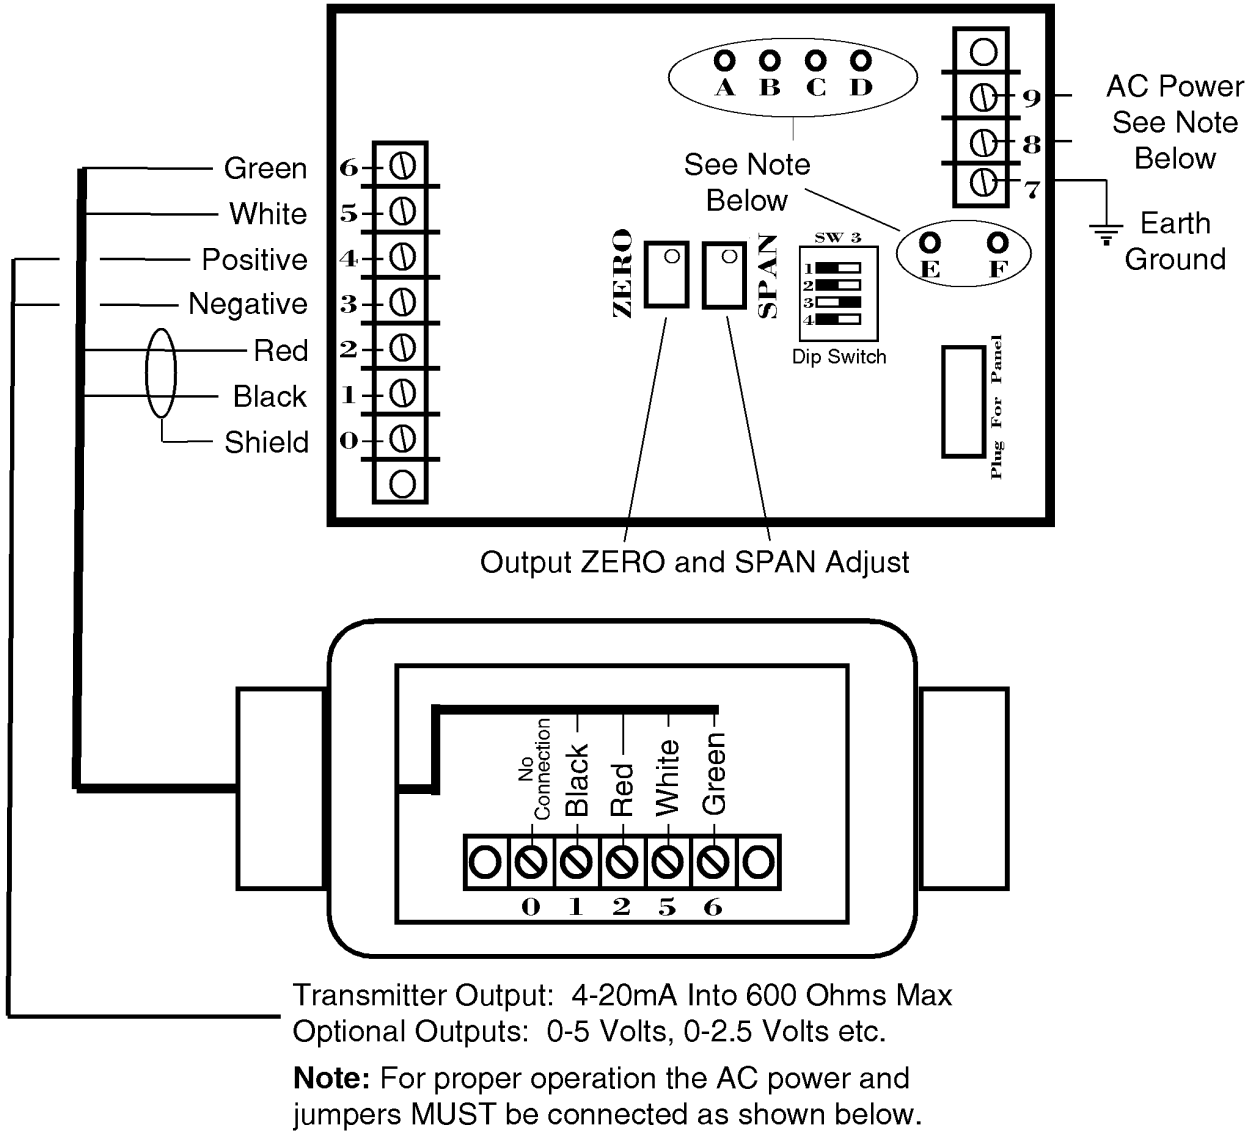 A B C D
See Note
Below
9
8
7
AC Power
See Note
Below
Earth
Ground
Green 6
White 5
Positive 4
Negative 3
Red 2
Black 1
Shield 0
ZERO
SPAN
SW 3
1
2
3
4
Dip Switch
E F
Plug For Panel
Output ZERO and SPAN Adjust
No
Connection
Black
Red
White
Green
0 1 2 5 6
Transmitter Output: 4-20mA Into 600 Ohms Max
Optional Outputs: 0-5 Volts, 0-2.5 Volts etc.
Note: For proper operation the AC power and
jumpers MUST be connected as shown below.